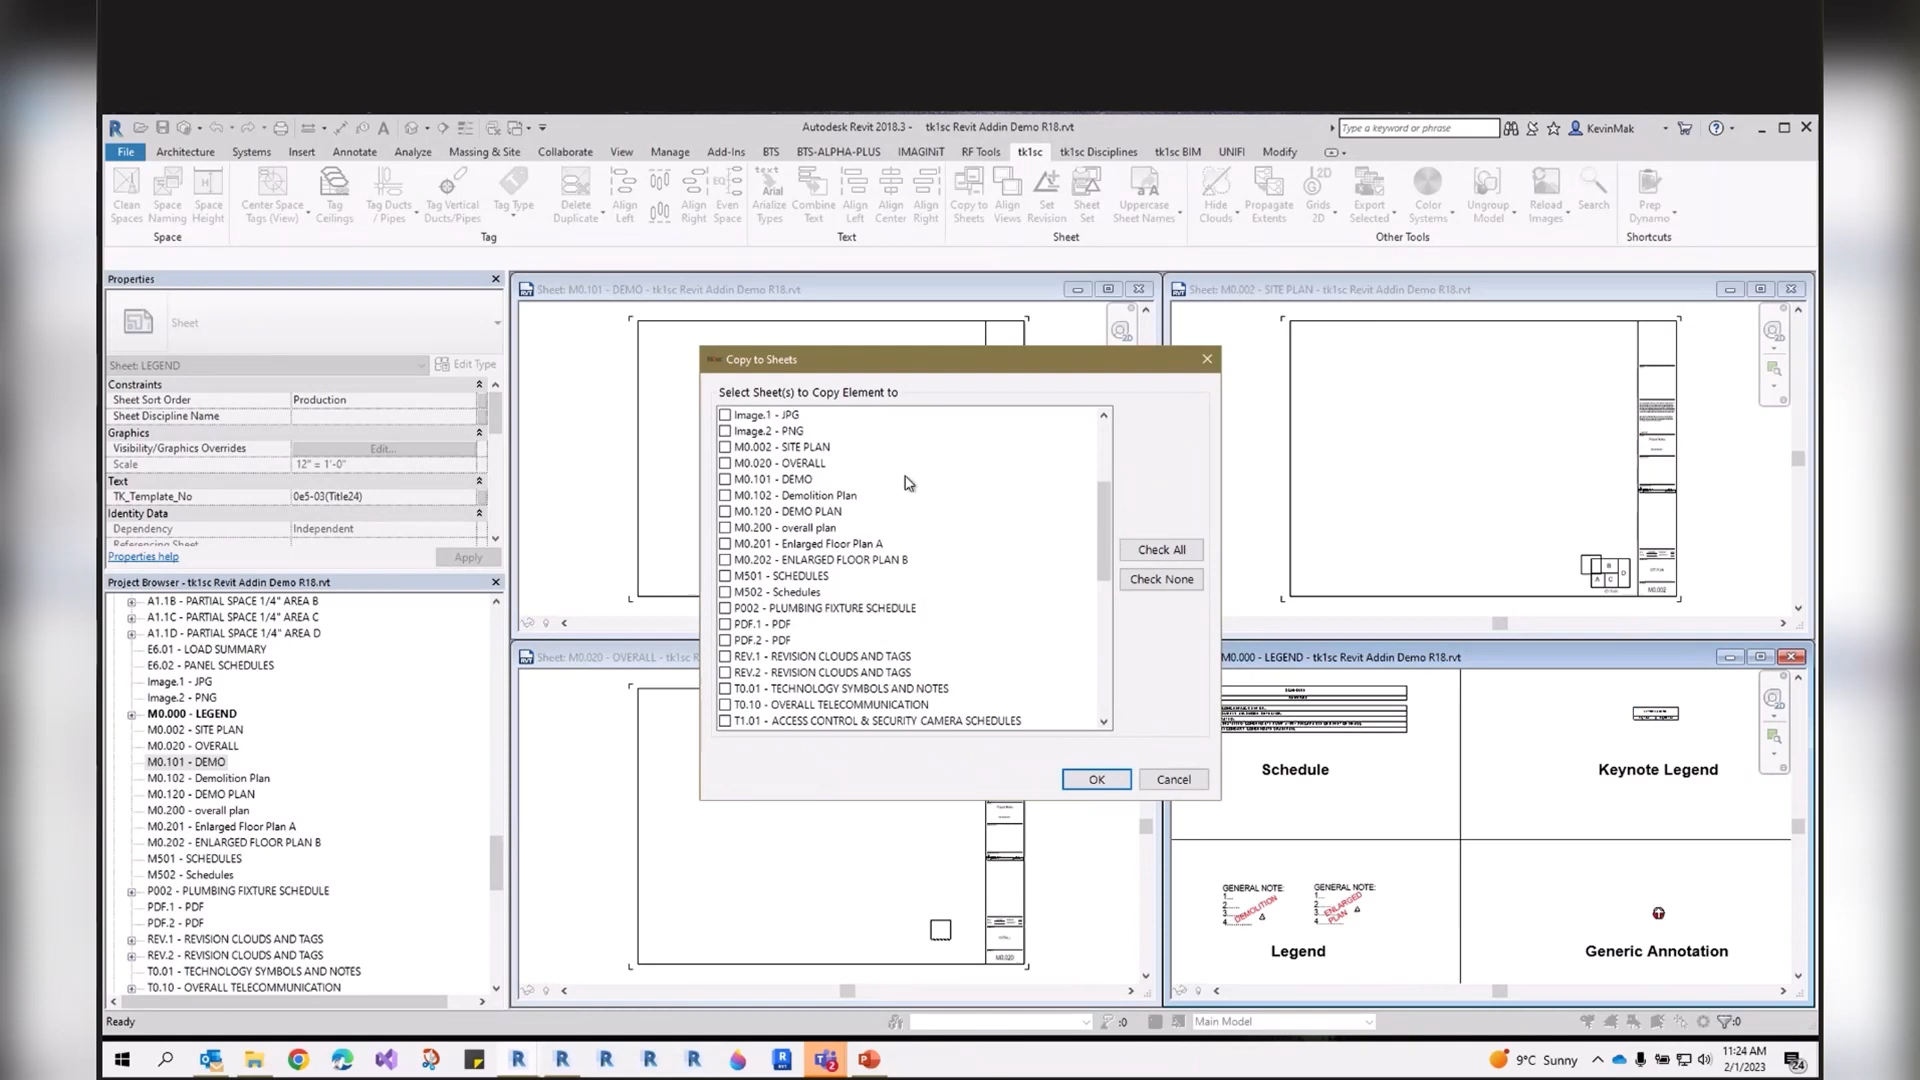 Autodesk Revit 2018.3 - tk1sc Revit Addin Demo R18.rvt
Type a keyword or phrase
KevinMak
File Architecture Systems Insert Annotate Analyze Massing & Site Collaborate View Manage Add-Ins BTS BTS-ALPHA-PLUS IMAGINiT RF Tools tk1sc tk1sc Disciplines tk1sc BIM UNIFI Modify
Clean Spaces
Space Naming
Space Height
Center Space Tags (View)
Tag Ceilings
Tag Ducts / Pipes
Tag Vertical Ducts/Pipes
Tag Type
Delete Duplicate
Align Left
Align Right
Even Space
Arialize Types
Combine Text
Align Left
Align Center
Align Right
Copy to Sheets
Align Views
Set Revision
Sheet Set
Uppercase Sheet Names
Hide Clouds
Propagate Extents
Grids 2D
Export Selected
Color Systems
Ungroup Model
Reload Images
Search
Prep Dynamo
Space Tag Text Sheet Other Tools Shortcuts
Properties
Sheet
Sheet: LEGEND
Edit Type
Constraints
Sheet Sort Order Production
Sheet Discipline Name
Graphics
Visibility/Graphics Overrides Edit...
Scale 12" = 1'-0"
Text
TK_Template_No 0e5-03(Title24)
Identity Data
Dependency Independent
Referencing Sheet
Properties help
Apply
Project Browser - tk1sc Revit Addin Demo R18.rvt
A1.1B - PARTIAL SPACE 1/4" AREA B
A1.1C - PARTIAL SPACE 1/4" AREA C
A1.1D - PARTIAL SPACE 1/4" AREA D
E6.01 - LOAD SUMMARY
E6.02 - PANEL SCHEDULES
Image.1 - JPG
Image.2 - PNG
M0.000 - LEGEND
M0.002 - SITE PLAN
M0.020 - OVERALL
M0.101 - DEMO
M0.102 - Demolition Plan
M0.120 - DEMO PLAN
M0.200 - overall plan
M0.201 - Enlarged Floor Plan A
M0.202 - ENLARGED FLOOR PLAN B
M501 - SCHEDULES
M502 - Schedules
P002 - PLUMBING FIXTURE SCHEDULE
PDF.1 - PDF
PDF.2 - PDF
REV.1 - REVISION CLOUDS AND TAGS
REV.2 - REVISION CLOUDS AND TAGS
T0.01 - TECHNOLOGY SYMBOLS AND NOTES
T0.10 - OVERALL TELECOMMUNICATION
Sheet: M0.101 - DEMO - tk1sc Revit Addin Demo R18.rvt
Sheet: M0.002 - SITE PLAN - tk1sc Revit Addin Demo R18.rvt
B
A C D
M0.002
Copy to Sheets
Select Sheet(s) to Copy Element to
Image.1 - JPG
Image.2 - PNG
M0.002 - SITE PLAN
M0.020 - OVERALL
M0.101 - DEMO
M0.102 - Demolition Plan
M0.120 - DEMO PLAN
M0.200 - overall plan
M0.201 - Enlarged Floor Plan A
M0.202 - ENLARGED FLOOR PLAN B
M501 - SCHEDULES
M502 - Schedules
P002 - PLUMBING FIXTURE SCHEDULE
PDF.1 - PDF
PDF.2 - PDF
REV.1 - REVISION CLOUDS AND TAGS
REV.2 - REVISION CLOUDS AND TAGS
T0.01 - TECHNOLOGY SYMBOLS AND NOTES
T0.10 - OVERALL TELECOMMUNICATION
T1.01 - ACCESS CONTROL & SECURITY CAMERA SCHEDULES
Check All
Check None
OK
Cancel
Sheet: M0.020 - OVERALL - tk1sc R
M0.020
M0.000 - LEGEND - tk1sc Revit Addin Demo R18.rvt
Schedule
Keynote Legend
GENERAL NOTE:
1...
2...
3...
4...
DEMOLITION
GENERAL NOTE:
1...
2...
3...
4...
ENLARGED PLAN
Legend
Generic Annotation
Ready
:0
Main Model
:0
9°C Sunny
11:24 AM
2/1/2023
24